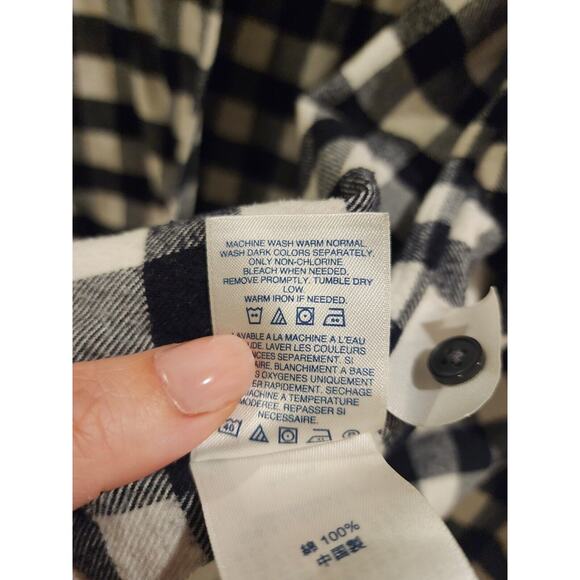 MACHINE WASH WARM NORMAL.
WASH DARK COLORS SEPARATELY.
ONLY NON-CHLORINE
BLEACH WHEN NEEDED.
REMOVE PROMPTLY. TUMBLE DRY
LOW.
WARM IRON IF NEEDED.
LAVABLE A LA MACHINE A L'EAU
LAVER LES COULEURS
SEPAREMENT. SI
BLANCHIMENT A BASE
OXYGENES UNIQUEMENT
RAPIDEMENT. SECHAGE
MACHINE A TEMPERATURE
MODEREE. REPASSER SI
NECESSAIRE.
40
綿 100%
中国製